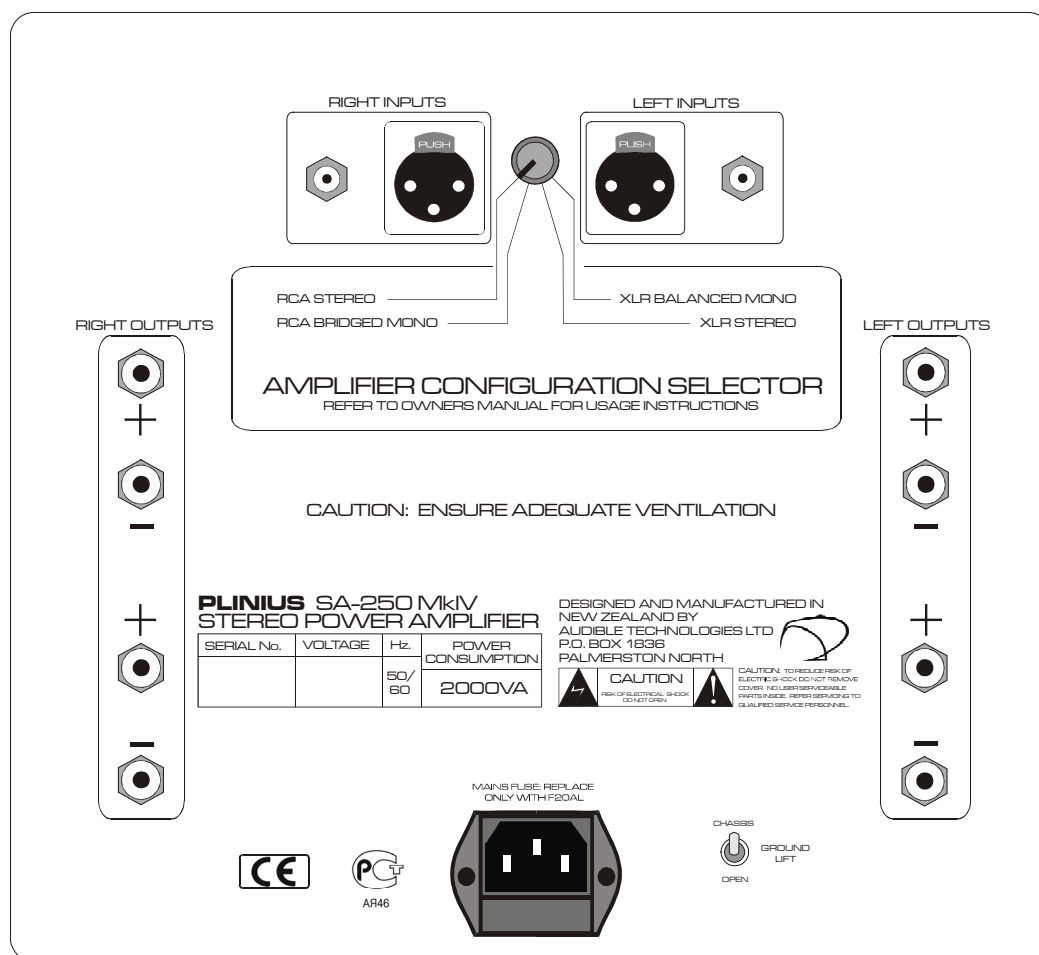 RIGHT INPUTS
LEFT INPUTS
PUSH
PUSH
RCA STEREO
XLR BALANCED MONO
RCA BRIDGED MONO
XLR STEREO
RIGHT OUTPUTS
LEFT OUTPUTS
AMPLIFIER CONFIGURATION SELECTOR
REFER TO OWNERS MANUAL FOR USAGE INSTRUCTIONS
+
+
−
−
CAUTION: ENSURE ADEQUATE VENTILATION
+
+
−
−
PLINIUS SA-250 MkIV
STEREO POWER AMPLIFIER
SERIAL No.
VOLTAGE
Hz.
POWER
CONSUMPTION
50/
60
2000VA
DESIGNED AND MANUFACTURED IN
NEW ZEALAND BY
AUDIBLE TECHNOLOGIES LTD
P.O. BOX 1836
PALMERSTON NORTH
CAUTION
RISK OF ELECTRICAL SHOCK
DO NOT OPEN
!
CAUTION: TO REDUCE RISK OF
ELECTRIC SHOCK DO NOT REMOVE
COVER. NO USER SERVICEABLE
PARTS INSIDE. REFER SERVICING TO
QUALIFIED SERVICE PERSONNEL
MAINS FUSE: REPLACE
ONLY WITH F20AL
CHASSIS
GROUND
LIFT
OPEN
CE
РСТ
АЯ46